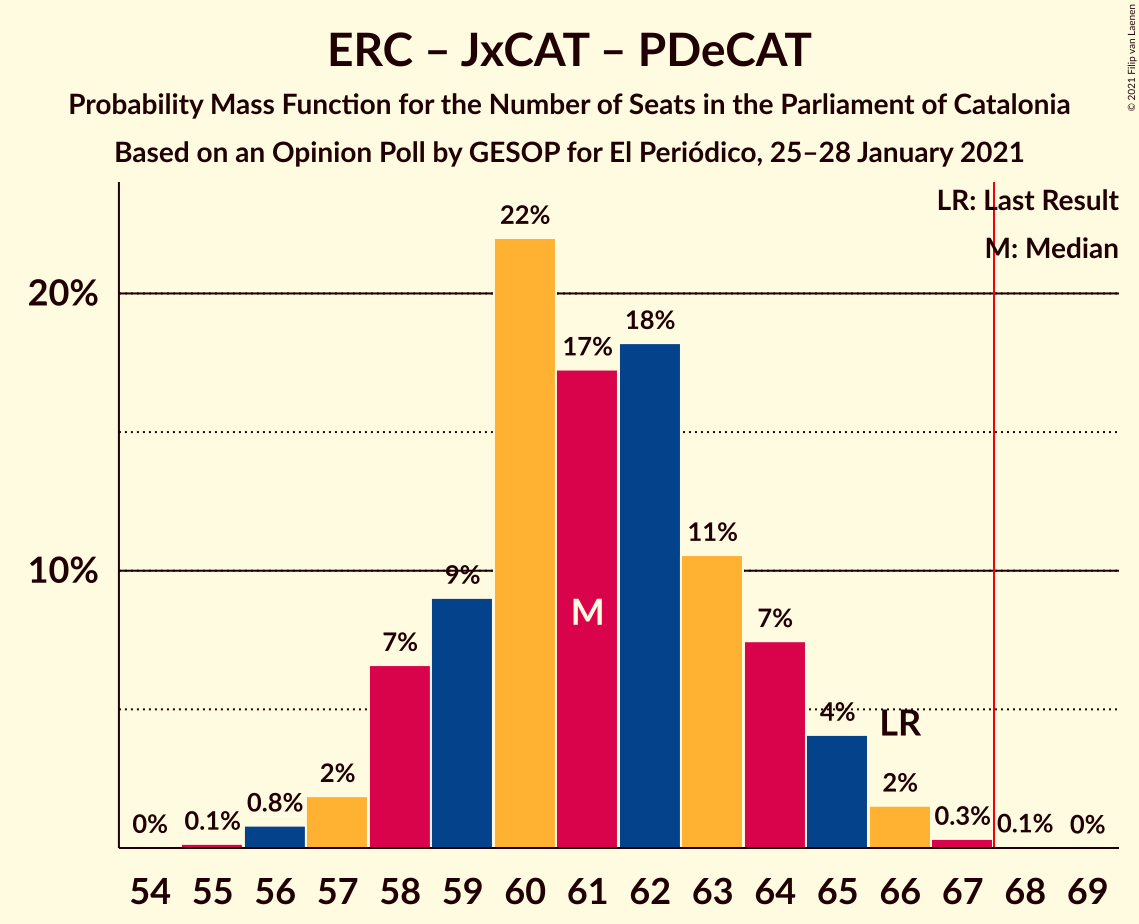 ERC – JxCAT – PDeCAT
Probability Mass Function for the Number of Seats in the Parliament of Catalonia
Based on an Opinion Poll by GESOP for El Periódico, 25–28 January 2021
© 2021 Filip van Laenen
LR: Last Result
M: Median
20%
10%
0%
0.1%
0.8%
2%
7%
9%
22%
17%
18%
11%
7%
4%
2%
0.3%
0.1%
0%
M
LR
54 55 56 57 58 59 60 61 62 63 64 65 66 67 68 69